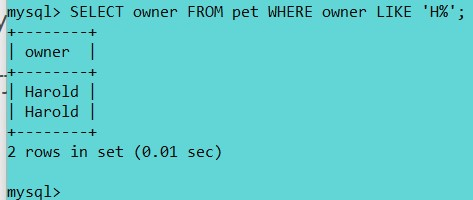 mysql> SELECT owner FROM pet WHERE owner LIKE 'H%';
+--------+
| owner  |
+--------+
| Harold |
| Harold |
+--------+
2 rows in set (0.01 sec)
mysql>